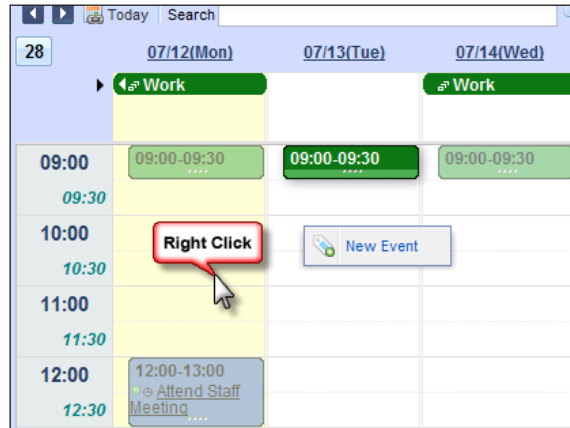 Today Search
28 07/12(Mon) 07/13(Tue) 07/14(Wed)
Work Work
09:00 09:00-09:30 09:00-09:30 09:00-09:30
09:30
10:00 Right Click New Event
10:30
11:00
11:30
12:00 12:00-13:00
Attend Staff
12:30 Meeting